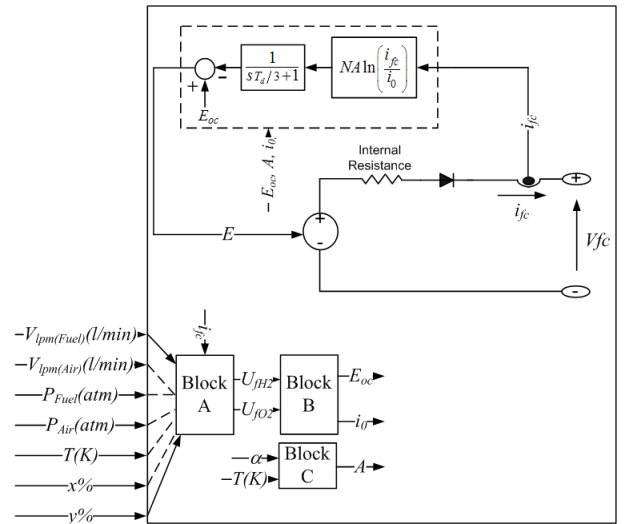 1
sT_d/3+1
NA ln(i_fc/i_0)
+
-
E_oc
- E_oc, A, i_0,
i_fc
Internal
Resistance
+
-
i_fc
+
-
Vfc
E
i_fc
V_lpm(Fuel)(l/min)
V_lpm(Air)(l/min)
P_Fuel(atm)
P_Air(atm)
T(K)
x%
y%
Block
A
U_fH2
U_fO2
Block
B
E_oc
i_0
α
T(K)
Block
C
A